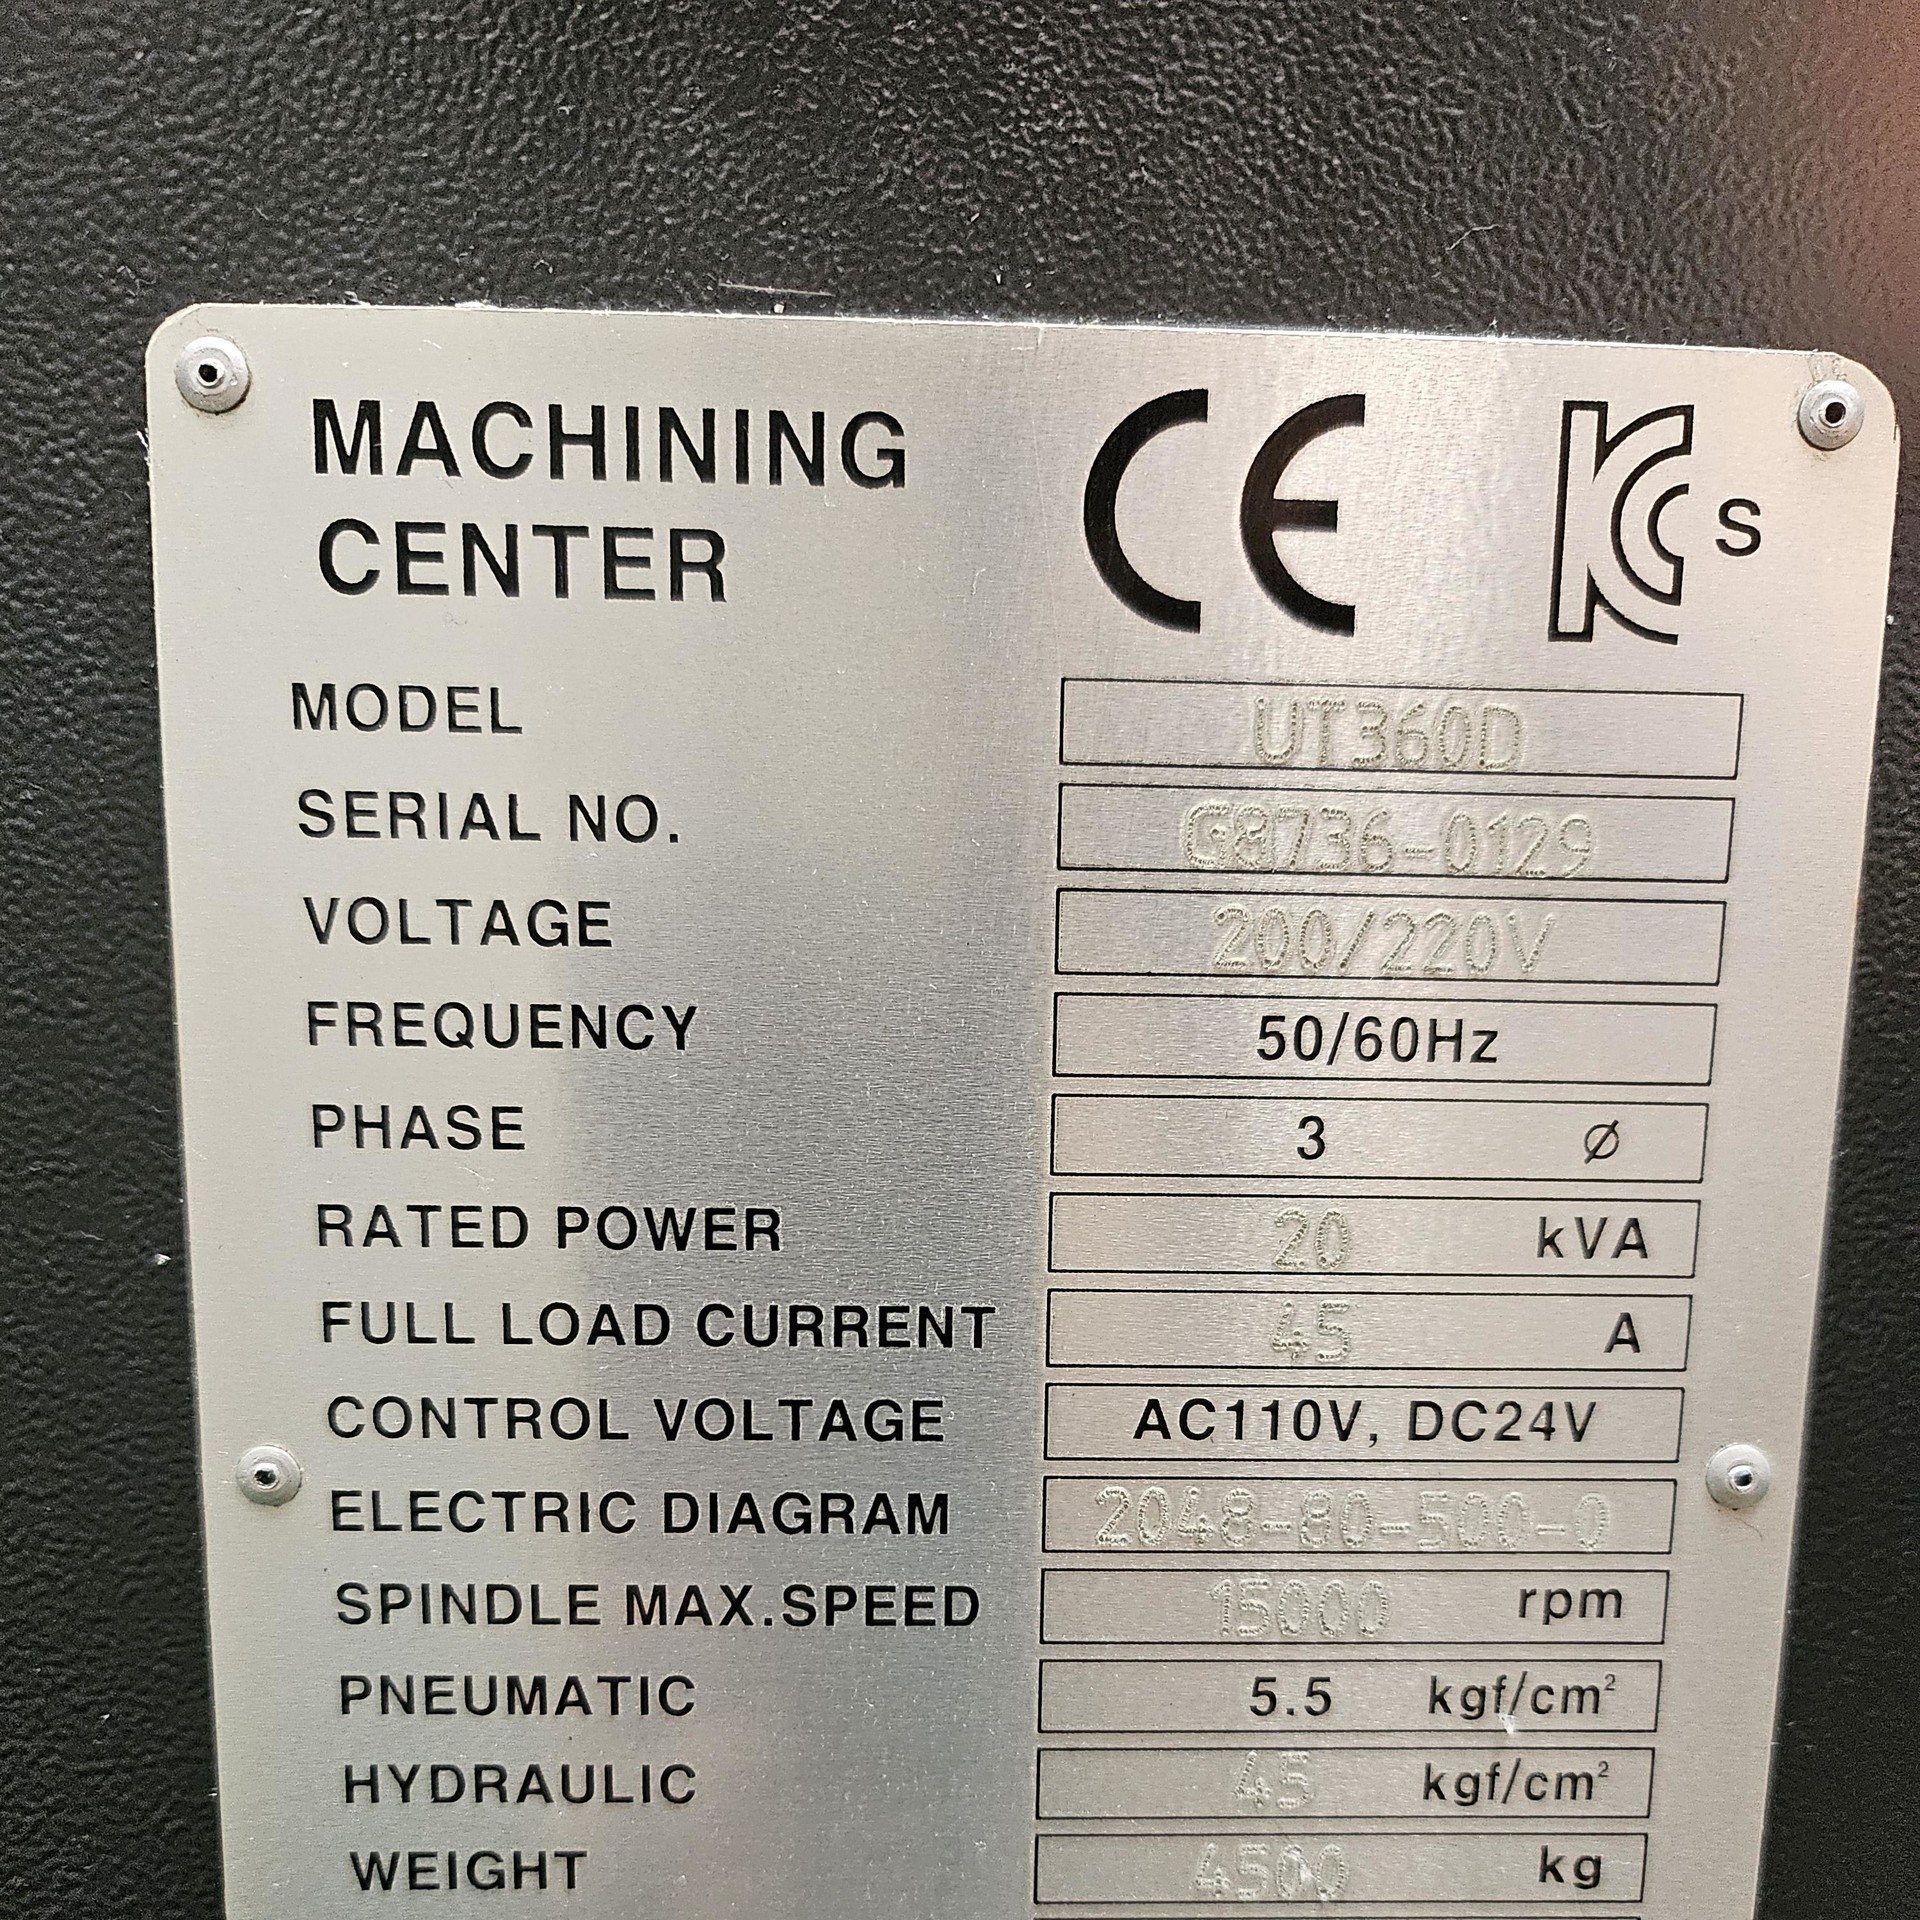 MACHINING
CENTER
CE
KC s
MODEL UT360D
SERIAL NO. G8736-0129
VOLTAGE 200/220V
FREQUENCY 50/60Hz
PHASE 3 Ø
RATED POWER 20 kVA
FULL LOAD CURRENT 45 A
CONTROL VOLTAGE AC110V, DC24V
ELECTRIC DIAGRAM 2048-80-500-0
SPINDLE MAX.SPEED 15000 rpm
PNEUMATIC 5.5 kgf/cm²
HYDRAULIC 45 kgf/cm²
WEIGHT 4500 kg